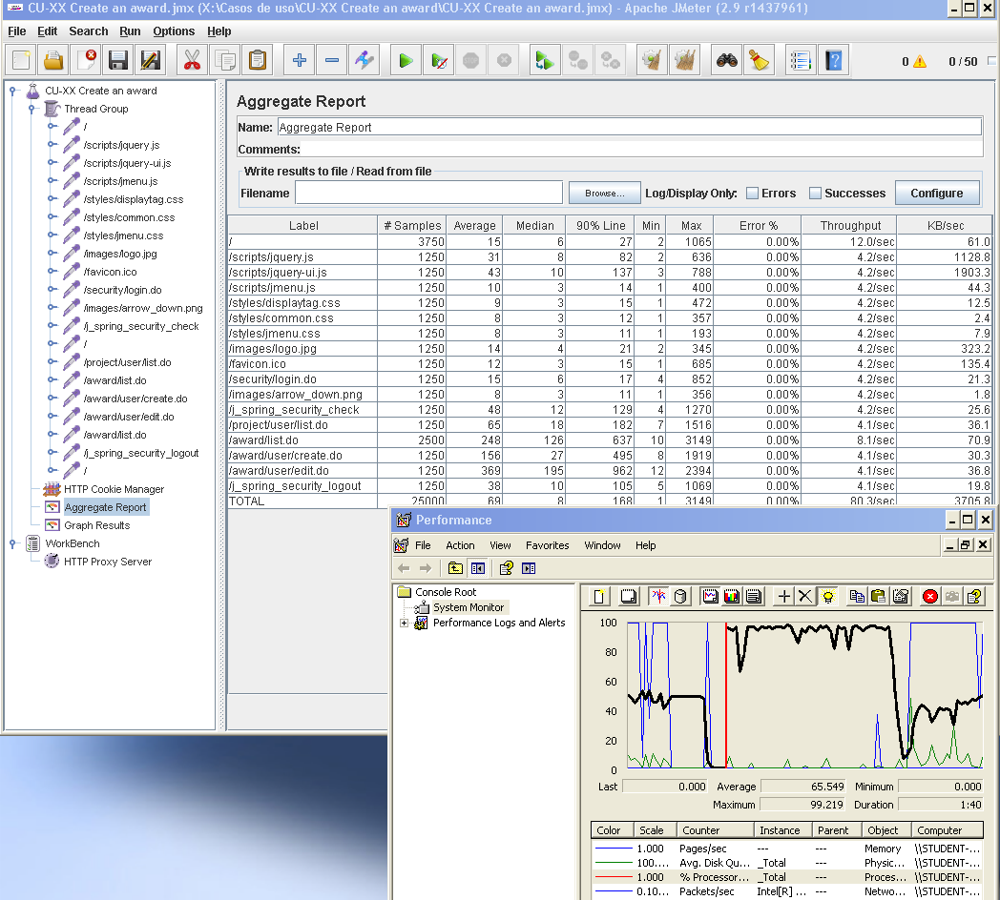 CU-XX Create an award.jmx (X:\Casos de uso\CU-XX Create an award\CU-XX Create an award.jmx) - Apache JMeter (2.9 r1437961)
File Edit Search Run Options Help
0 0 / 50
CU-XX Create an award
Thread Group
/
/scripts/jquery.js
/scripts/jquery-ui.js
/scripts/jmenu.js
/styles/displaytag.css
/styles/common.css
/styles/jmenu.css
/images/logo.jpg
/favicon.ico
/security/login.do
/images/arrow_down.png
/j_spring_security_check
/
/project/user/list.do
/award/list.do
/award/user/create.do
/award/user/edit.do
/award/list.do
/j_spring_security_logout
/
HTTP Cookie Manager
Aggregate Report
Graph Results
WorkBench
HTTP Proxy Server
Aggregate Report
Name: Aggregate Report
Comments:
Write results to file / Read from file
Filename Browse... Log/Display Only: Errors Successes Configure
Label # Samples Average Median 90% Line Min Max Error % Throughput KB/sec
/ 3750 15 6 27 2 1065 0.00% 12.0/sec 61.0
/scripts/jquery.js 1250 31 8 82 2 636 0.00% 4.2/sec 1128.8
/scripts/jquery-ui.js 1250 43 10 137 3 788 0.00% 4.2/sec 1903.3
/scripts/jmenu.js 1250 10 3 14 1 400 0.00% 4.2/sec 44.3
/styles/displaytag.css 1250 9 3 15 1 472 0.00% 4.2/sec 12.5
/styles/common.css 1250 8 3 12 1 357 0.00% 4.2/sec 2.4
/styles/jmenu.css 1250 8 3 11 1 193 0.00% 4.2/sec 7.9
/images/logo.jpg 1250 14 4 21 2 345 0.00% 4.2/sec 323.2
/favicon.ico 1250 12 3 15 1 685 0.00% 4.2/sec 135.4
/security/login.do 1250 15 6 17 4 852 0.00% 4.2/sec 21.3
/images/arrow_down.png 1250 8 3 11 1 356 0.00% 4.2/sec 1.8
/j_spring_security_check 1250 48 12 129 4 1270 0.00% 4.2/sec 25.6
/project/user/list.do 1250 65 18 182 7 1516 0.00% 4.1/sec 36.1
/award/list.do 2500 248 126 637 10 3149 0.00% 8.1/sec 70.9
/award/user/create.do 1250 156 27 495 8 1919 0.00% 4.1/sec 30.3
/award/user/edit.do 1250 369 195 962 12 2394 0.00% 4.1/sec 36.8
/j_spring_security_logout 1250 38 10 105 5 1069 0.00% 4.1/sec 19.8
TOTAL 25000 69 8 168 1 3149 0.00% 80.3/sec 3705.8
Performance
File Action View Favorites Window Help
Console Root
System Monitor
Performance Logs and Alerts
100
80
60
40
20
0
Last 0.000 Average 65.549 Minimum 0.000
Maximum 99.219 Duration 1:40
Color Scale Counter Instance Parent Object Computer
1.000 Pages/sec --- --- Memory \\STUDENT-...
100.... Avg. Disk Qu... _Total --- Physic... \\STUDENT-...
1.000 % Processor... _Total --- Proces... \\STUDENT-...
0.10... Packets/sec Intel[R] ... --- Netwo... \\STUDENT-...